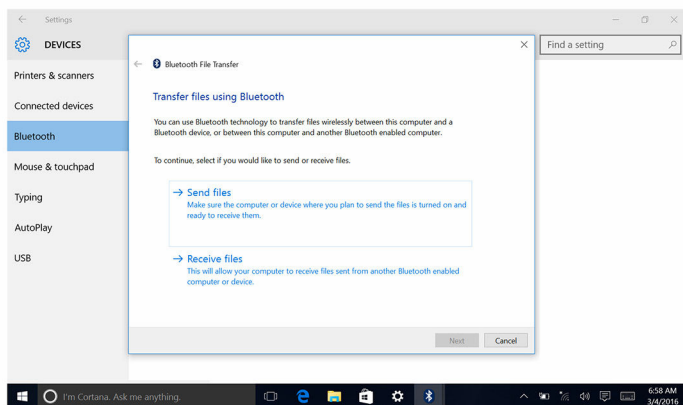 Settings
DEVICES
Find a setting
Printers & scanners
Connected devices
Bluetooth
Mouse & touchpad
Typing
AutoPlay
USB
Bluetooth File Transfer
Transfer files using Bluetooth
You can use Bluetooth technology to transfer files wirelessly between this computer and a
Bluetooth device, or between this computer and another Bluetooth enabled computer.
To continue, select if you would like to send or receive files.
Send files
Make sure the computer or device where you plan to send the files is turned on and
ready to receive them.
Receive files
This will allow your computer to receive files sent from another Bluetooth enabled
computer or device.
Next
Cancel
I'm Cortana. Ask me anything.
6:58 AM
3/4/2016